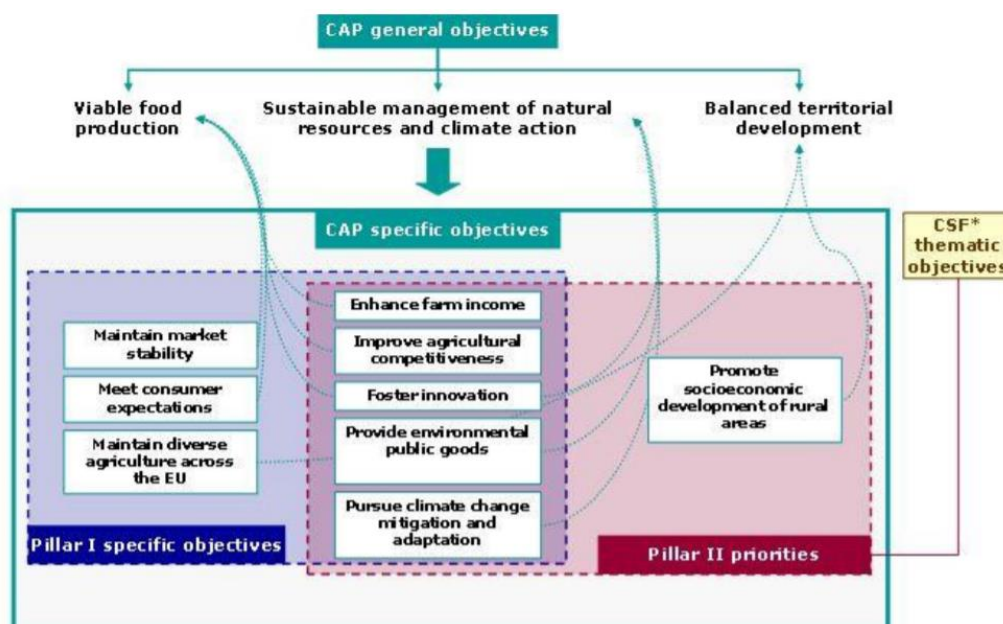 CAP general objectives
Viable food
production
Sustainable management of natural
resources and climate action
Balanced territorial
development
CAP specific objectives
CSF*
thematic
objectives
Enhance farm income
Maintain market
stability
Improve agricultural
competitiveness
Meet consumer
expectations
Foster innovation
Promote
socioeconomic
development of rural
areas
Maintain diverse
agriculture across
the EU
Provide environmental
public goods
Pursue climate change
mitigation and
adaptation
Pillar I specific objectives
Pillar II priorities